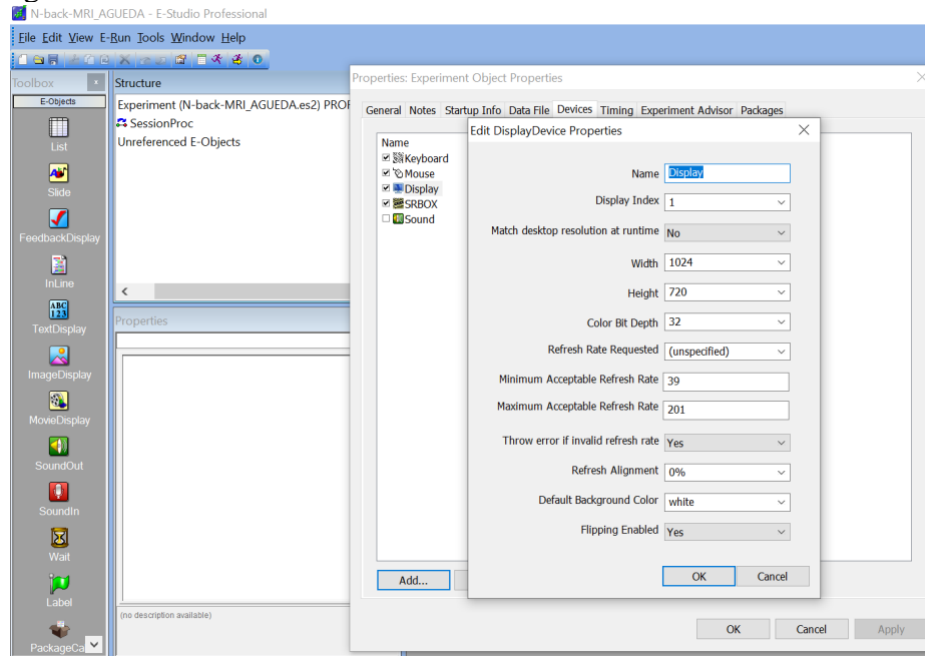 N-back-MRI_AGUEDA - E-Studio Professional
File Edit View E-Run Tools Window Help
Toolbox
E-Objects
List
Slide
FeedbackDisplay
InLine
ABC
123
TextDisplay
ImageDisplay
MovieDisplay
SoundOut
SoundIn
Wait
Label
PackageCa
Structure
Experiment (N-back-MRI_AGUEDA.es2) PROF
SessionProc
Unreferenced E-Objects
Properties
(no description available)
Properties: Experiment Object Properties
General Notes Startup Info Data File Devices Timing Experiment Advisor Packages
Name
Keyboard
Mouse
Display
SRBOX
Sound
Add...
Edit DisplayDevice Properties
Name Display
Display Index 1
Match desktop resolution at runtime No
Width 1024
Height 720
Color Bit Depth 32
Refresh Rate Requested (unspecified)
Minimum Acceptable Refresh Rate 39
Maximum Acceptable Refresh Rate 201
Throw error if invalid refresh rate Yes
Refresh Alignment 0%
Default Background Color white
Flipping Enabled Yes
OK Cancel
OK Cancel Apply